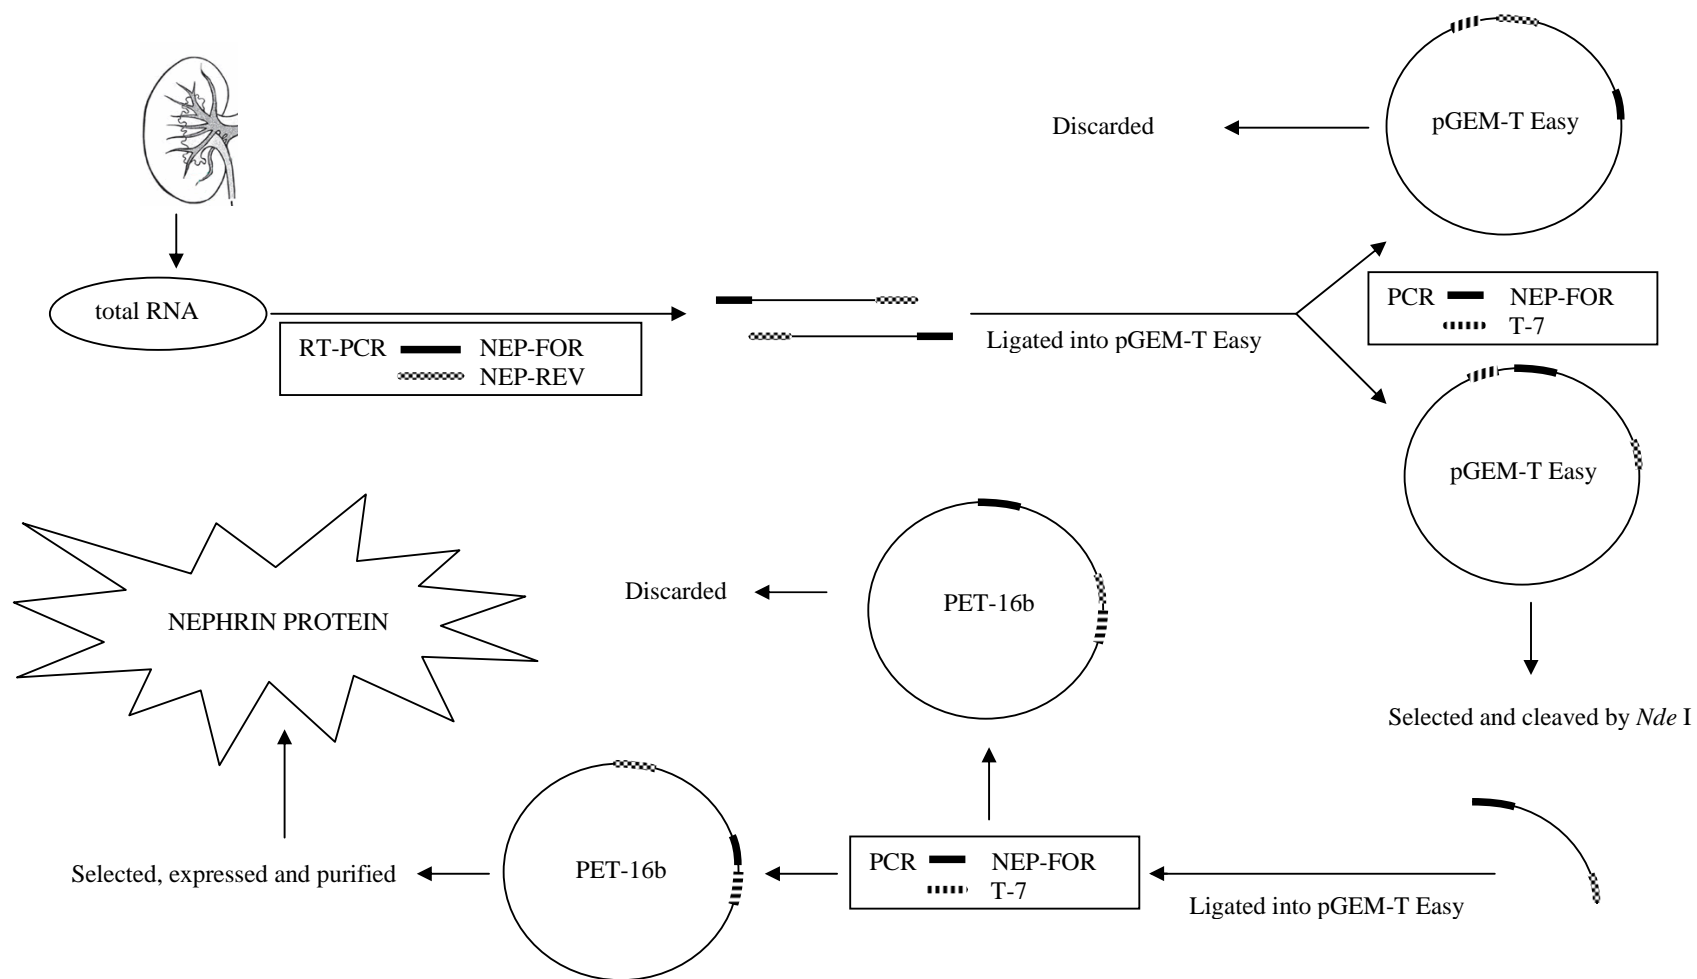 total RNA
RT-PCR NEP-FOR
NEP-REV
Ligated into pGEM-T Easy
pGEM-T Easy
Discarded
PCR NEP-FOR
T-7
pGEM-T Easy
Selected and cleaved by Nde I
Ligated into pGEM-T Easy
PCR NEP-FOR
T-7
PET-16b
Discarded
PET-16b
Selected, expressed and purified
NEPHRIN PROTEIN